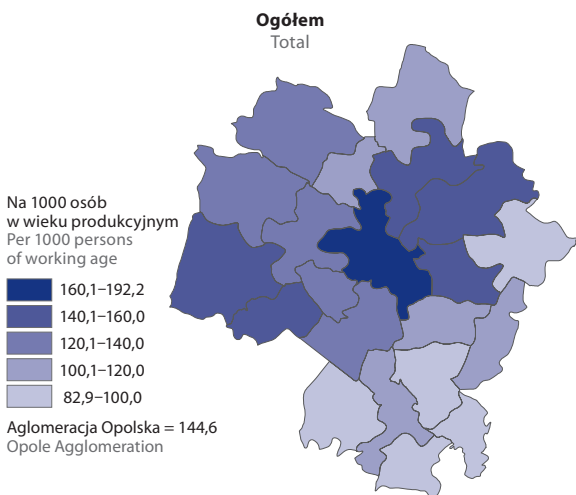 Ogółem
Total
Na 1000 osób
w wieku produkcyjnym
Per 1000 persons
of working age
160,1–192,2
140,1–160,0
120,1–140,0
100,1–120,0
82,9–100,0
Aglomeracja Opolska = 144,6
Opole Agglomeration